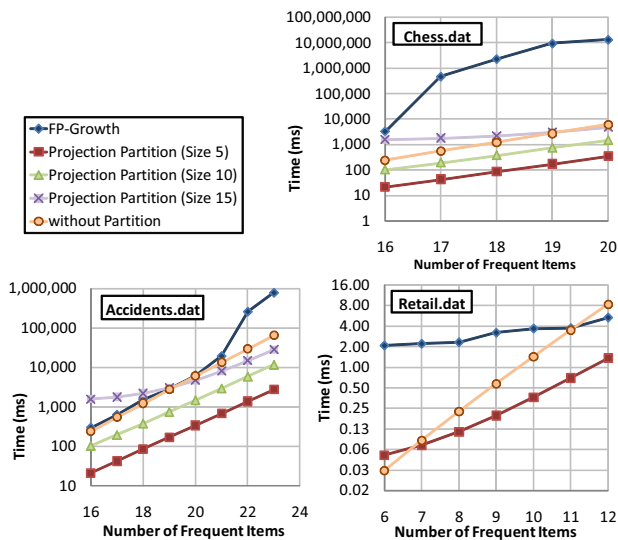 Chess.dat
100,000,000
10,000,000
1,000,000
100,000
10,000
1,000
100
10
1
Time (ms)
16 17 18 19 20
Number of Frequent Items
FP-Growth
Projection Partition (Size 5)
Projection Partition (Size 10)
Projection Partition (Size 15)
without Partition
Accidents.dat
1,000,000
100,000
10,000
1,000
100
10
Time (ms)
16 18 20 22 24
Number of Frequent Items
Retail.dat
16.00
8.00
4.00
2.00
1.00
0.50
0.25
0.13
0.06
0.03
0.02
Time (ms)
6 7 8 9 10 11 12
Number of Frequent Items